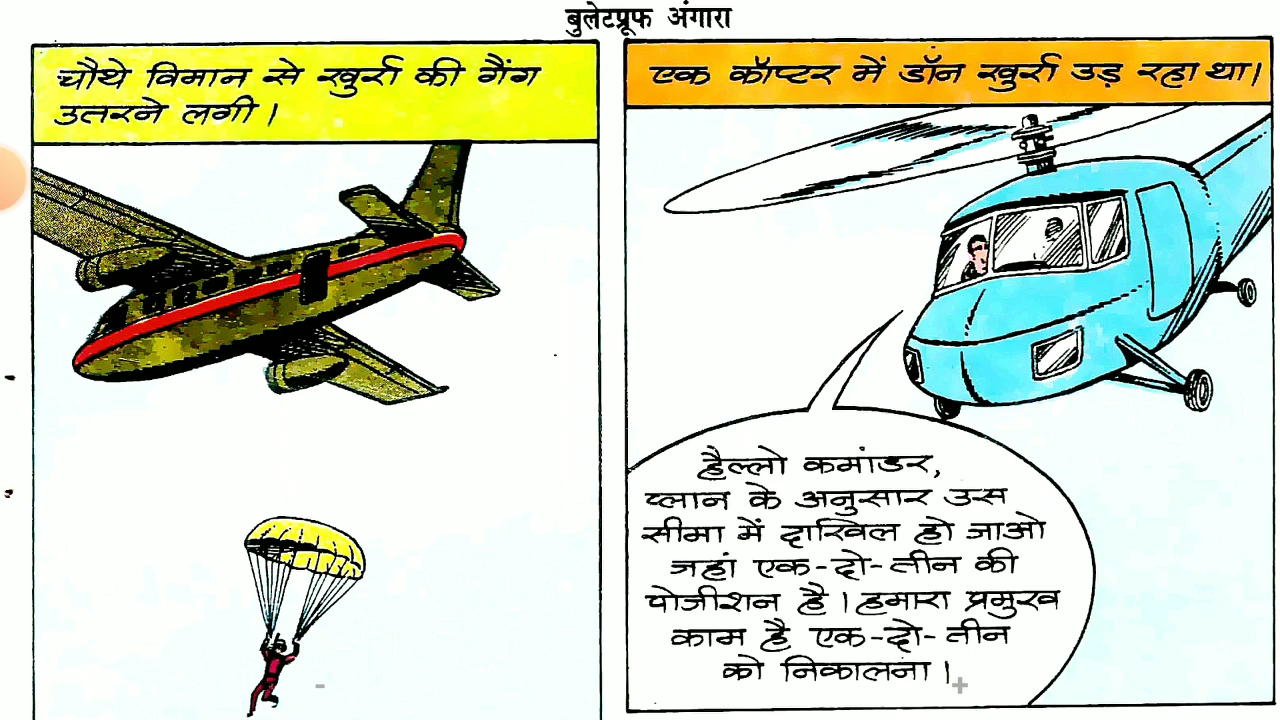 बुलेटप्रूफ अंगारा
चौथे विमान से खुर्रा की गैंग
उतरने लगी।
एक कॉप्टर में डॉन खुर्रा उड़ रहा था।
हैल्लो कमांडर,
प्लान के अनुसार उस
सीमा में दाखिल हो जाओ
जहां एक-दो-तीन की
पोजीशन है। हमारा प्रमुख
काम है एक-दो-तीन
को निकालना।